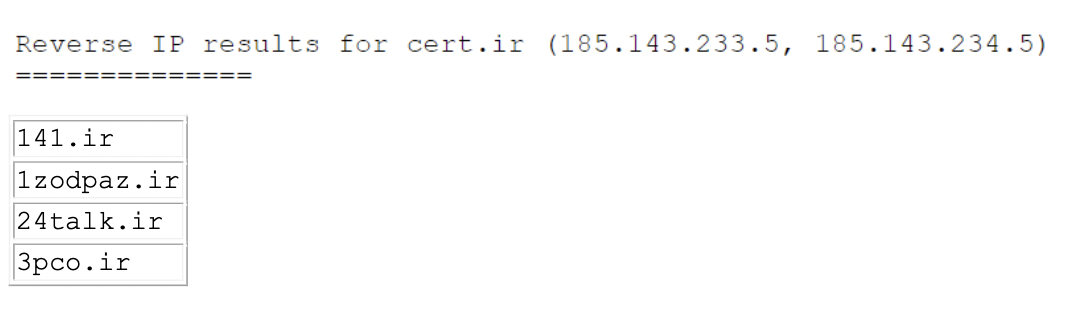 Reverse IP results for cert.ir (185.143.233.5, 185.143.234.5)
==============
141.ir
1zodpaz.ir
24talk.ir
3pco.ir